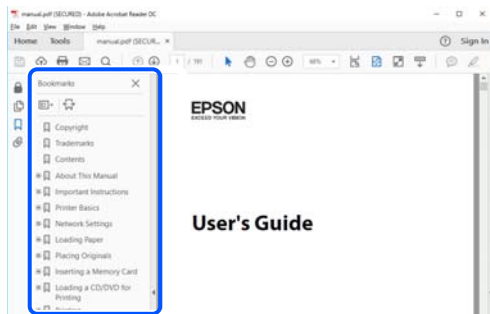 manual.pdf (SECURED) - Adobe Acrobat Reader DC
File Edit View Window Help
Home Tools manual.pdf (SECUR... × Sign In
Bookmarks
Copyright
Trademarks
Contents
About This Manual
Important Instructions
Printer Basics
Network Settings
Loading Paper
Placing Originals
Inserting a Memory Card
Loading a CD/DVD for
Printing
EPSON
EXCEED YOUR VISION
User's Guide